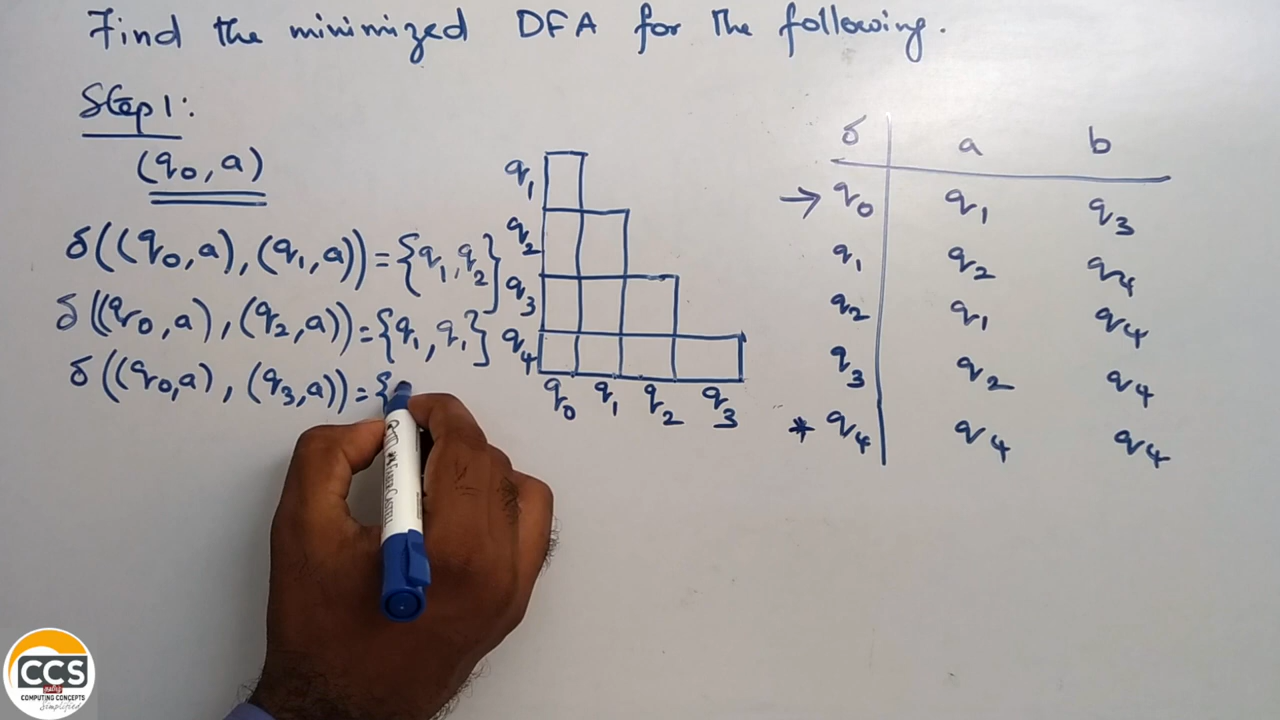 Find the minimized DFA for the following.
Step 1:
(q0, a)
δ((q0, a), (q1, a)) = {q1, q2}
δ((q0, a), (q2, a)) = {q1, q1}
δ((q0, a), (q3, a)) = {
q1
q2
q3
q4
q0 q1 q2 q3
δ a b
→ q0 q1 q3
q1 q2 q4
q2 q1 q4
q3 q2 q4
* q4 q4 q4
CCS
COMPUTING CONCEPTS
Simplified